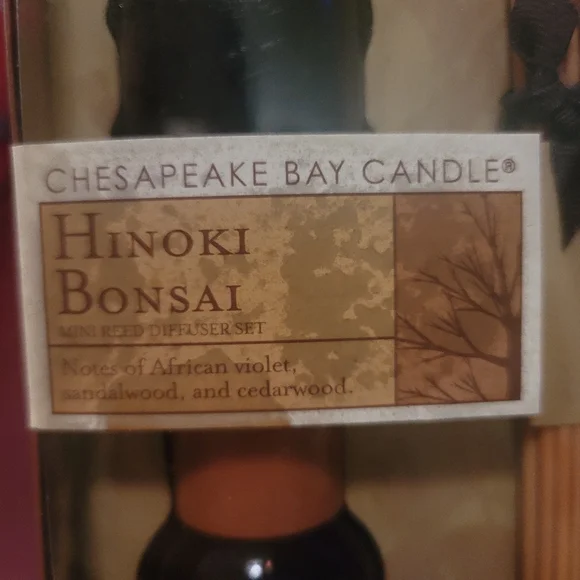 CHESAPEAKE BAY CANDLE®
HINOKI
BONSAI
MINI REED DIFFUSER SET
Notes of African violet,
sandalwood, and cedarwood.